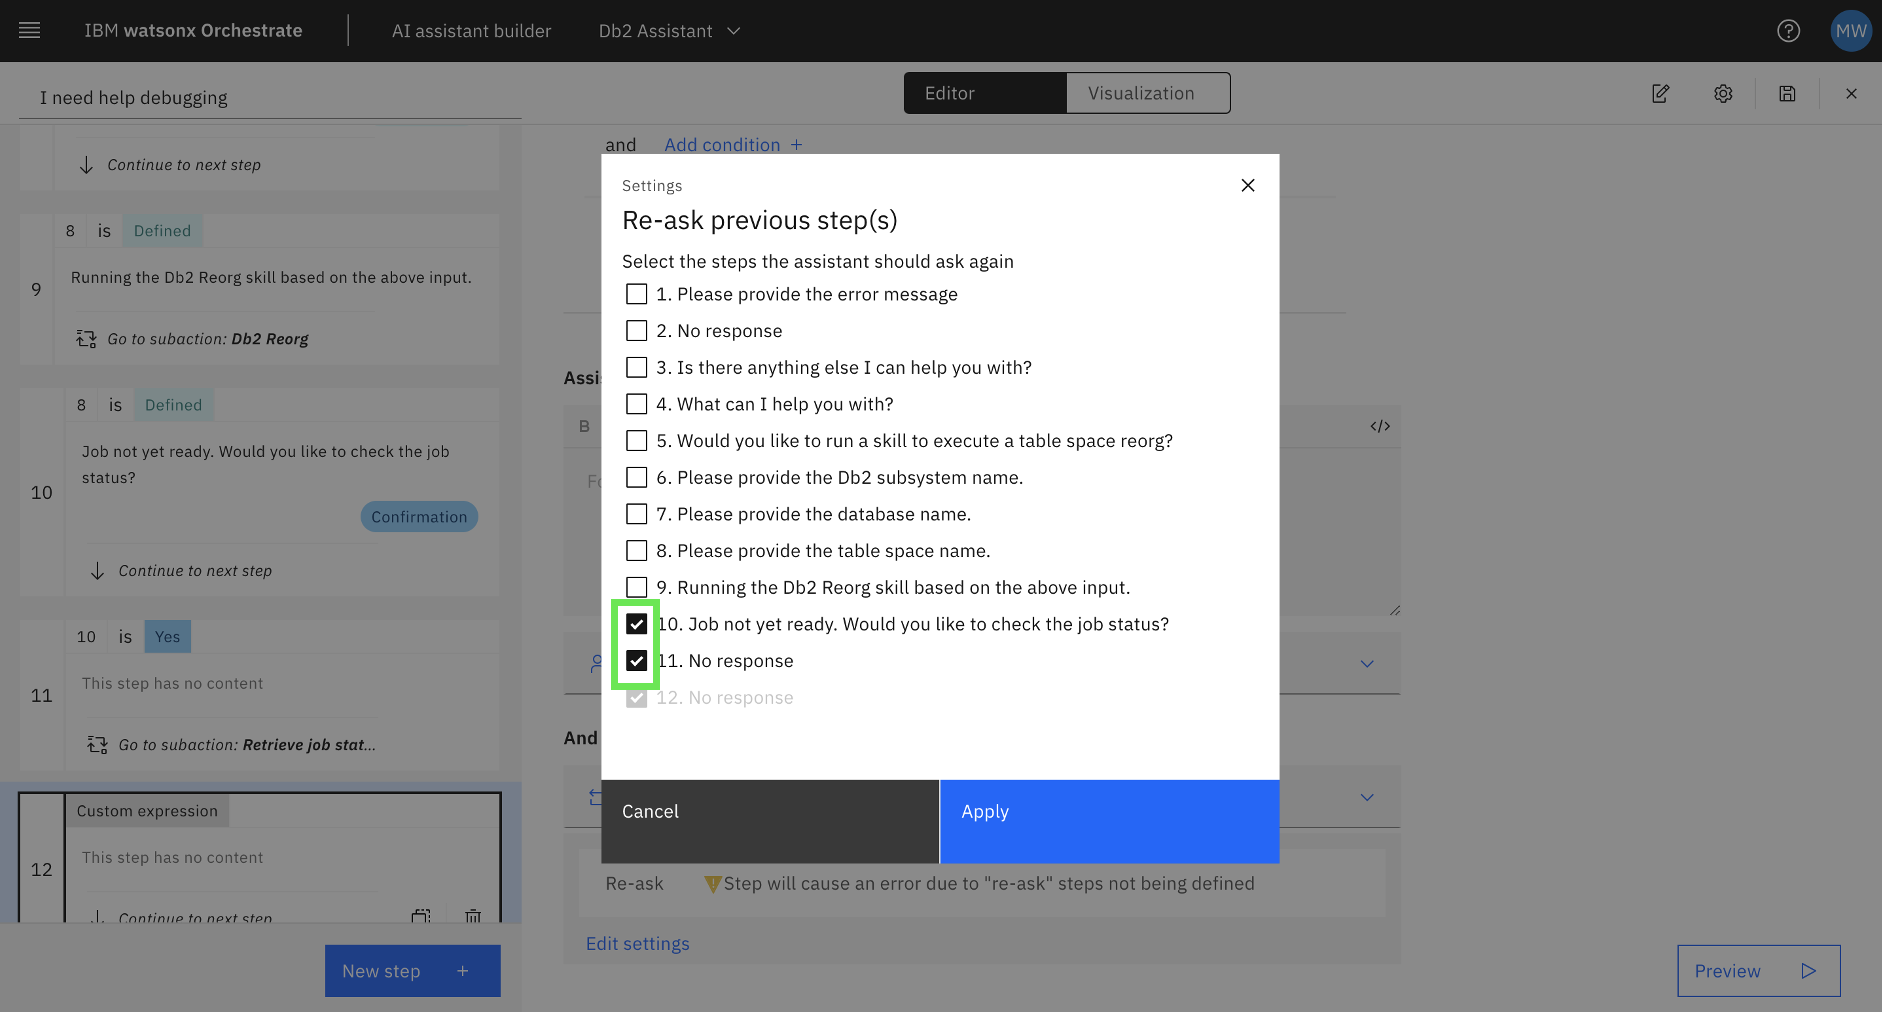 IBM watsonx Orchestrate
AI assistant builder
Db2 Assistant
MW
I need help debugging
Editor
Visualization
Continue to next step
8 is Defined
9
Running the Db2 Reorg skill based on the above input.
Go to subaction: Db2 Reorg
8 is Defined
10
Job not yet ready. Would you like to check the job
status?
Confirmation
Continue to next step
10 is Yes
11
This step has no content
Go to subaction: Retrieve job stat...
Custom expression
12
This step has no content
Continue to next step
New step +
and Add condition +
Settings
Re-ask previous step(s)
Select the steps the assistant should ask again
1. Please provide the error message
2. No response
3. Is there anything else I can help you with?
4. What can I help you with?
5. Would you like to run a skill to execute a table space reorg?
6. Please provide the Db2 subsystem name.
7. Please provide the database name.
8. Please provide the table space name.
9. Running the Db2 Reorg skill based on the above input.
10. Job not yet ready. Would you like to check the job status?
11. No response
12. No response
Cancel
Apply
B
</>
And
Re-ask
Step will cause an error due to "re-ask" steps not being defined
Edit settings
Preview